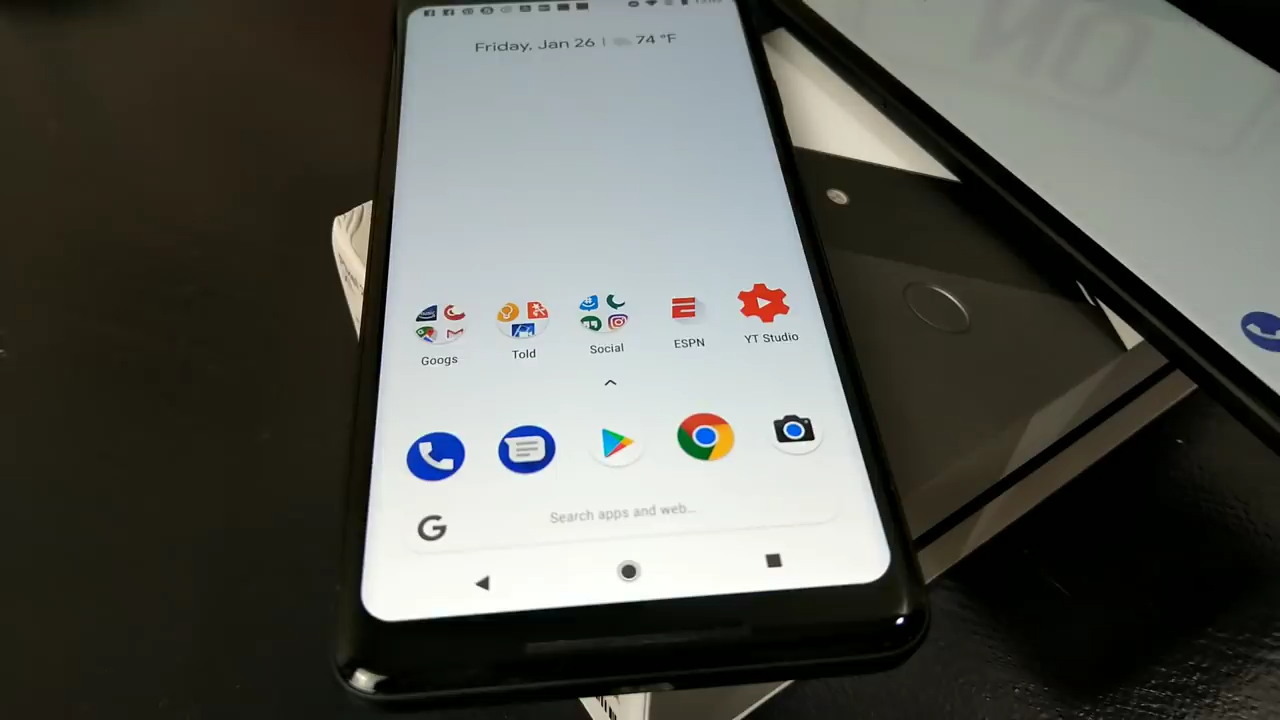 Friday, Jan 26 | 74 °F
Googs
Told
Social
ESPN
YT Studio
Search apps and web...